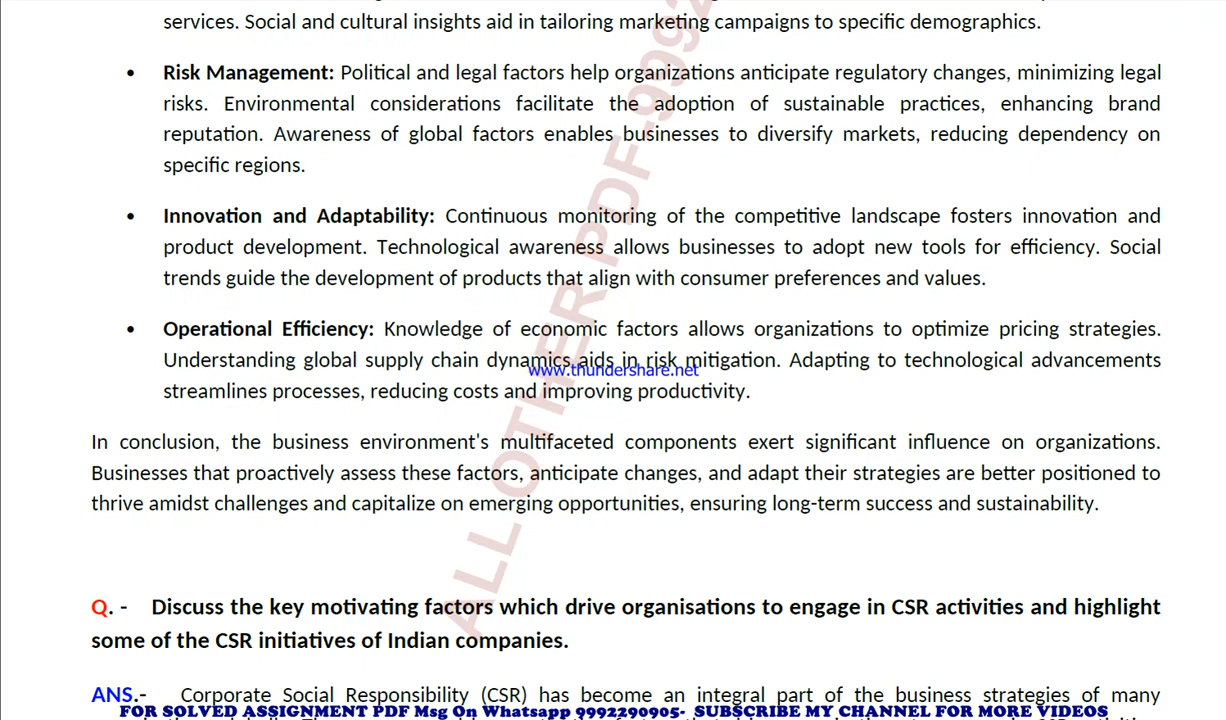 services. Social and cultural insights aid in tailoring marketing campaigns to specific demographics.
• Risk Management: Political and legal factors help organizations anticipate regulatory changes, minimizing legal
risks. Environmental considerations facilitate the adoption of sustainable practices, enhancing brand
reputation. Awareness of global factors enables businesses to diversify markets, reducing dependency on
specific regions.
• Innovation and Adaptability: Continuous monitoring of the competitive landscape fosters innovation and
product development. Technological awareness allows businesses to adopt new tools for efficiency. Social
trends guide the development of products that align with consumer preferences and values.
• Operational Efficiency: Knowledge of economic factors allows organizations to optimize pricing strategies.
Understanding global supply chain dynamics aids in risk mitigation. Adapting to technological advancements
www.thundershare.net
streamlines processes, reducing costs and improving productivity.
In conclusion, the business environment's multifaceted components exert significant influence on organizations.
Businesses that proactively assess these factors, anticipate changes, and adapt their strategies are better positioned to
thrive amidst challenges and capitalize on emerging opportunities, ensuring long-term success and sustainability.
ALL OTHER PDF-9992
Q. - Discuss the key motivating factors which drive organisations to engage in CSR activities and highlight
some of the CSR initiatives of Indian companies.
ANS.- Corporate Social Responsibility (CSR) has become an integral part of the business strategies of many
FOR SOLVED ASSIGNMENT PDF Msg On Whatsapp 9992290905- SUBSCRIBE MY CHANNEL FOR MORE VIDEOS